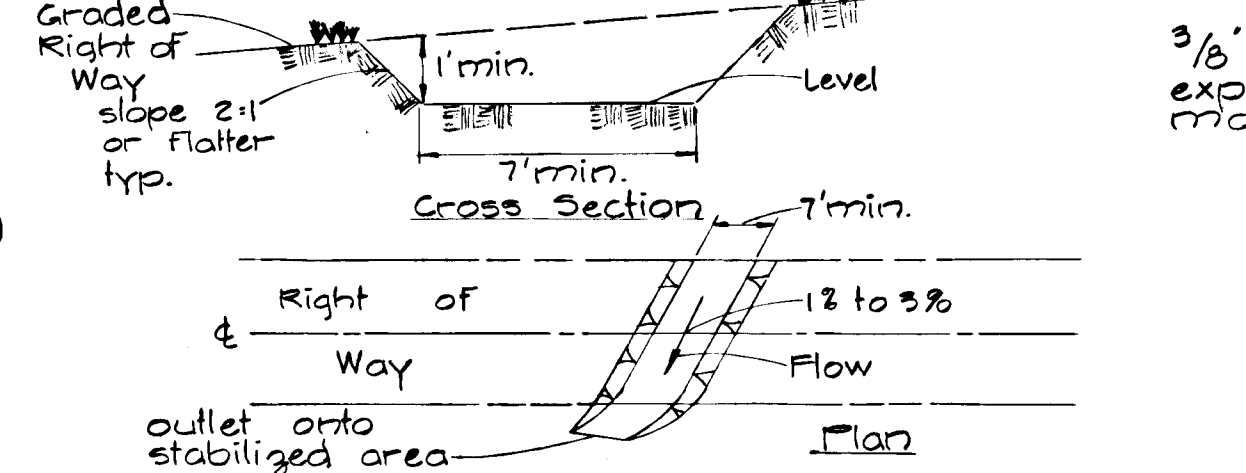 Graded
Right of
Way
slope 2:1
or flatter
typ.
1'min.
Level
7'min.
Cross Section
3/8"
exp
7'min.
Right of
Way
℄
1% to 3%
Flow
outlet onto
stabilized area
Plan